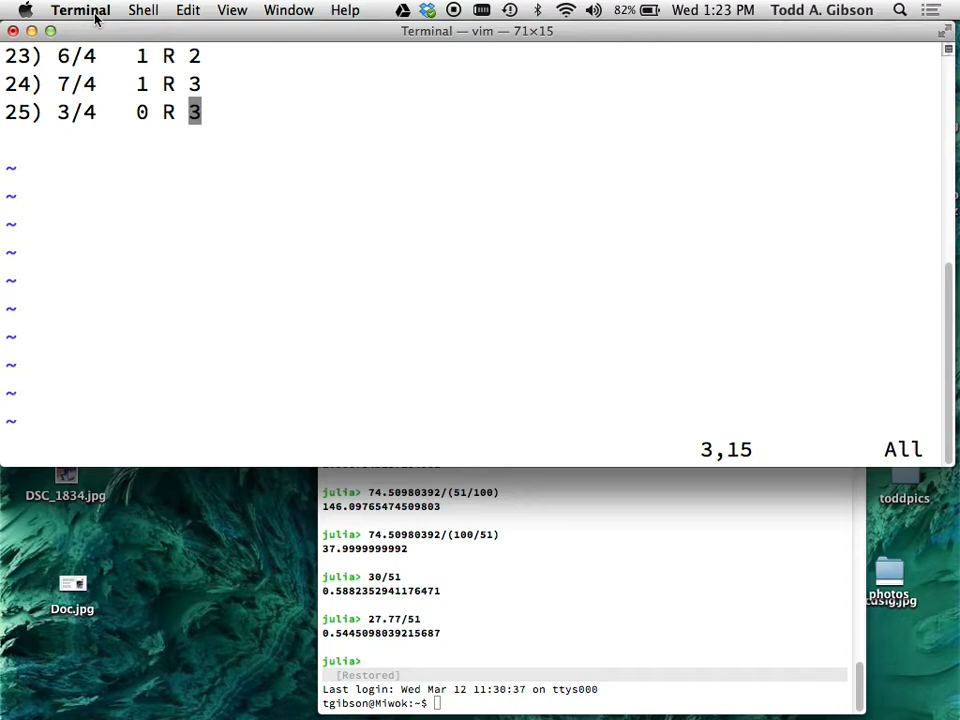 Terminal Shell Edit View Window Help 82% Wed 1:23 PM Todd A. Gibson
Terminal — vim — 71×15
23) 6/4 1 R 2
24) 7/4 1 R 3
25) 3/4 0 R 3
~
~
~
~
~
~
~
~
~
~
3,15 All
DSC_1834.jpg
toddpics
julia> 74.50980392/(51/100)
146.09765474509803
julia> 74.50980392/(100/51)
37.9999999992
julia> 30/51
0.5882352941176471
Doc.jpg
photos
julia> 27.77/51
0.5445098039215687
julia>
[Restored]
Last login: Wed Mar 12 11:30:37 on ttys000
tgibson@Miwok:~$